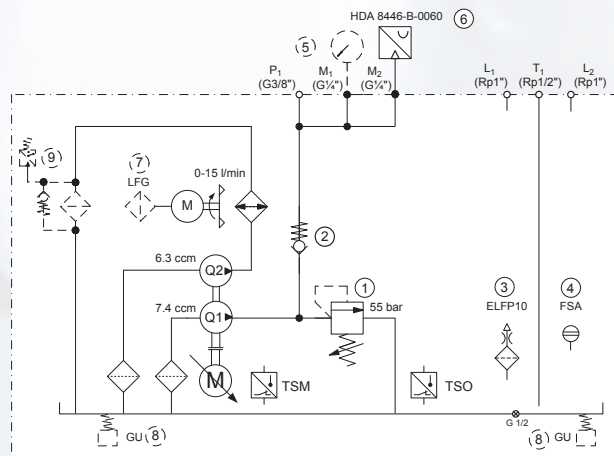 HDA 8446-B-0060 6
5
P1 M1 M2 L1 T1 L2
(G3/8") (G¼") (G¼") (Rp1") (Rp1/2") (Rp1")
9
7
LFG
0-15 l/min
M
2
6.3 ccm
Q2
7.4 ccm
Q1
1
55 bar
3
ELFP10
4
FSA
M
TSM
TSO
G 1/2
GU 8
8 GU